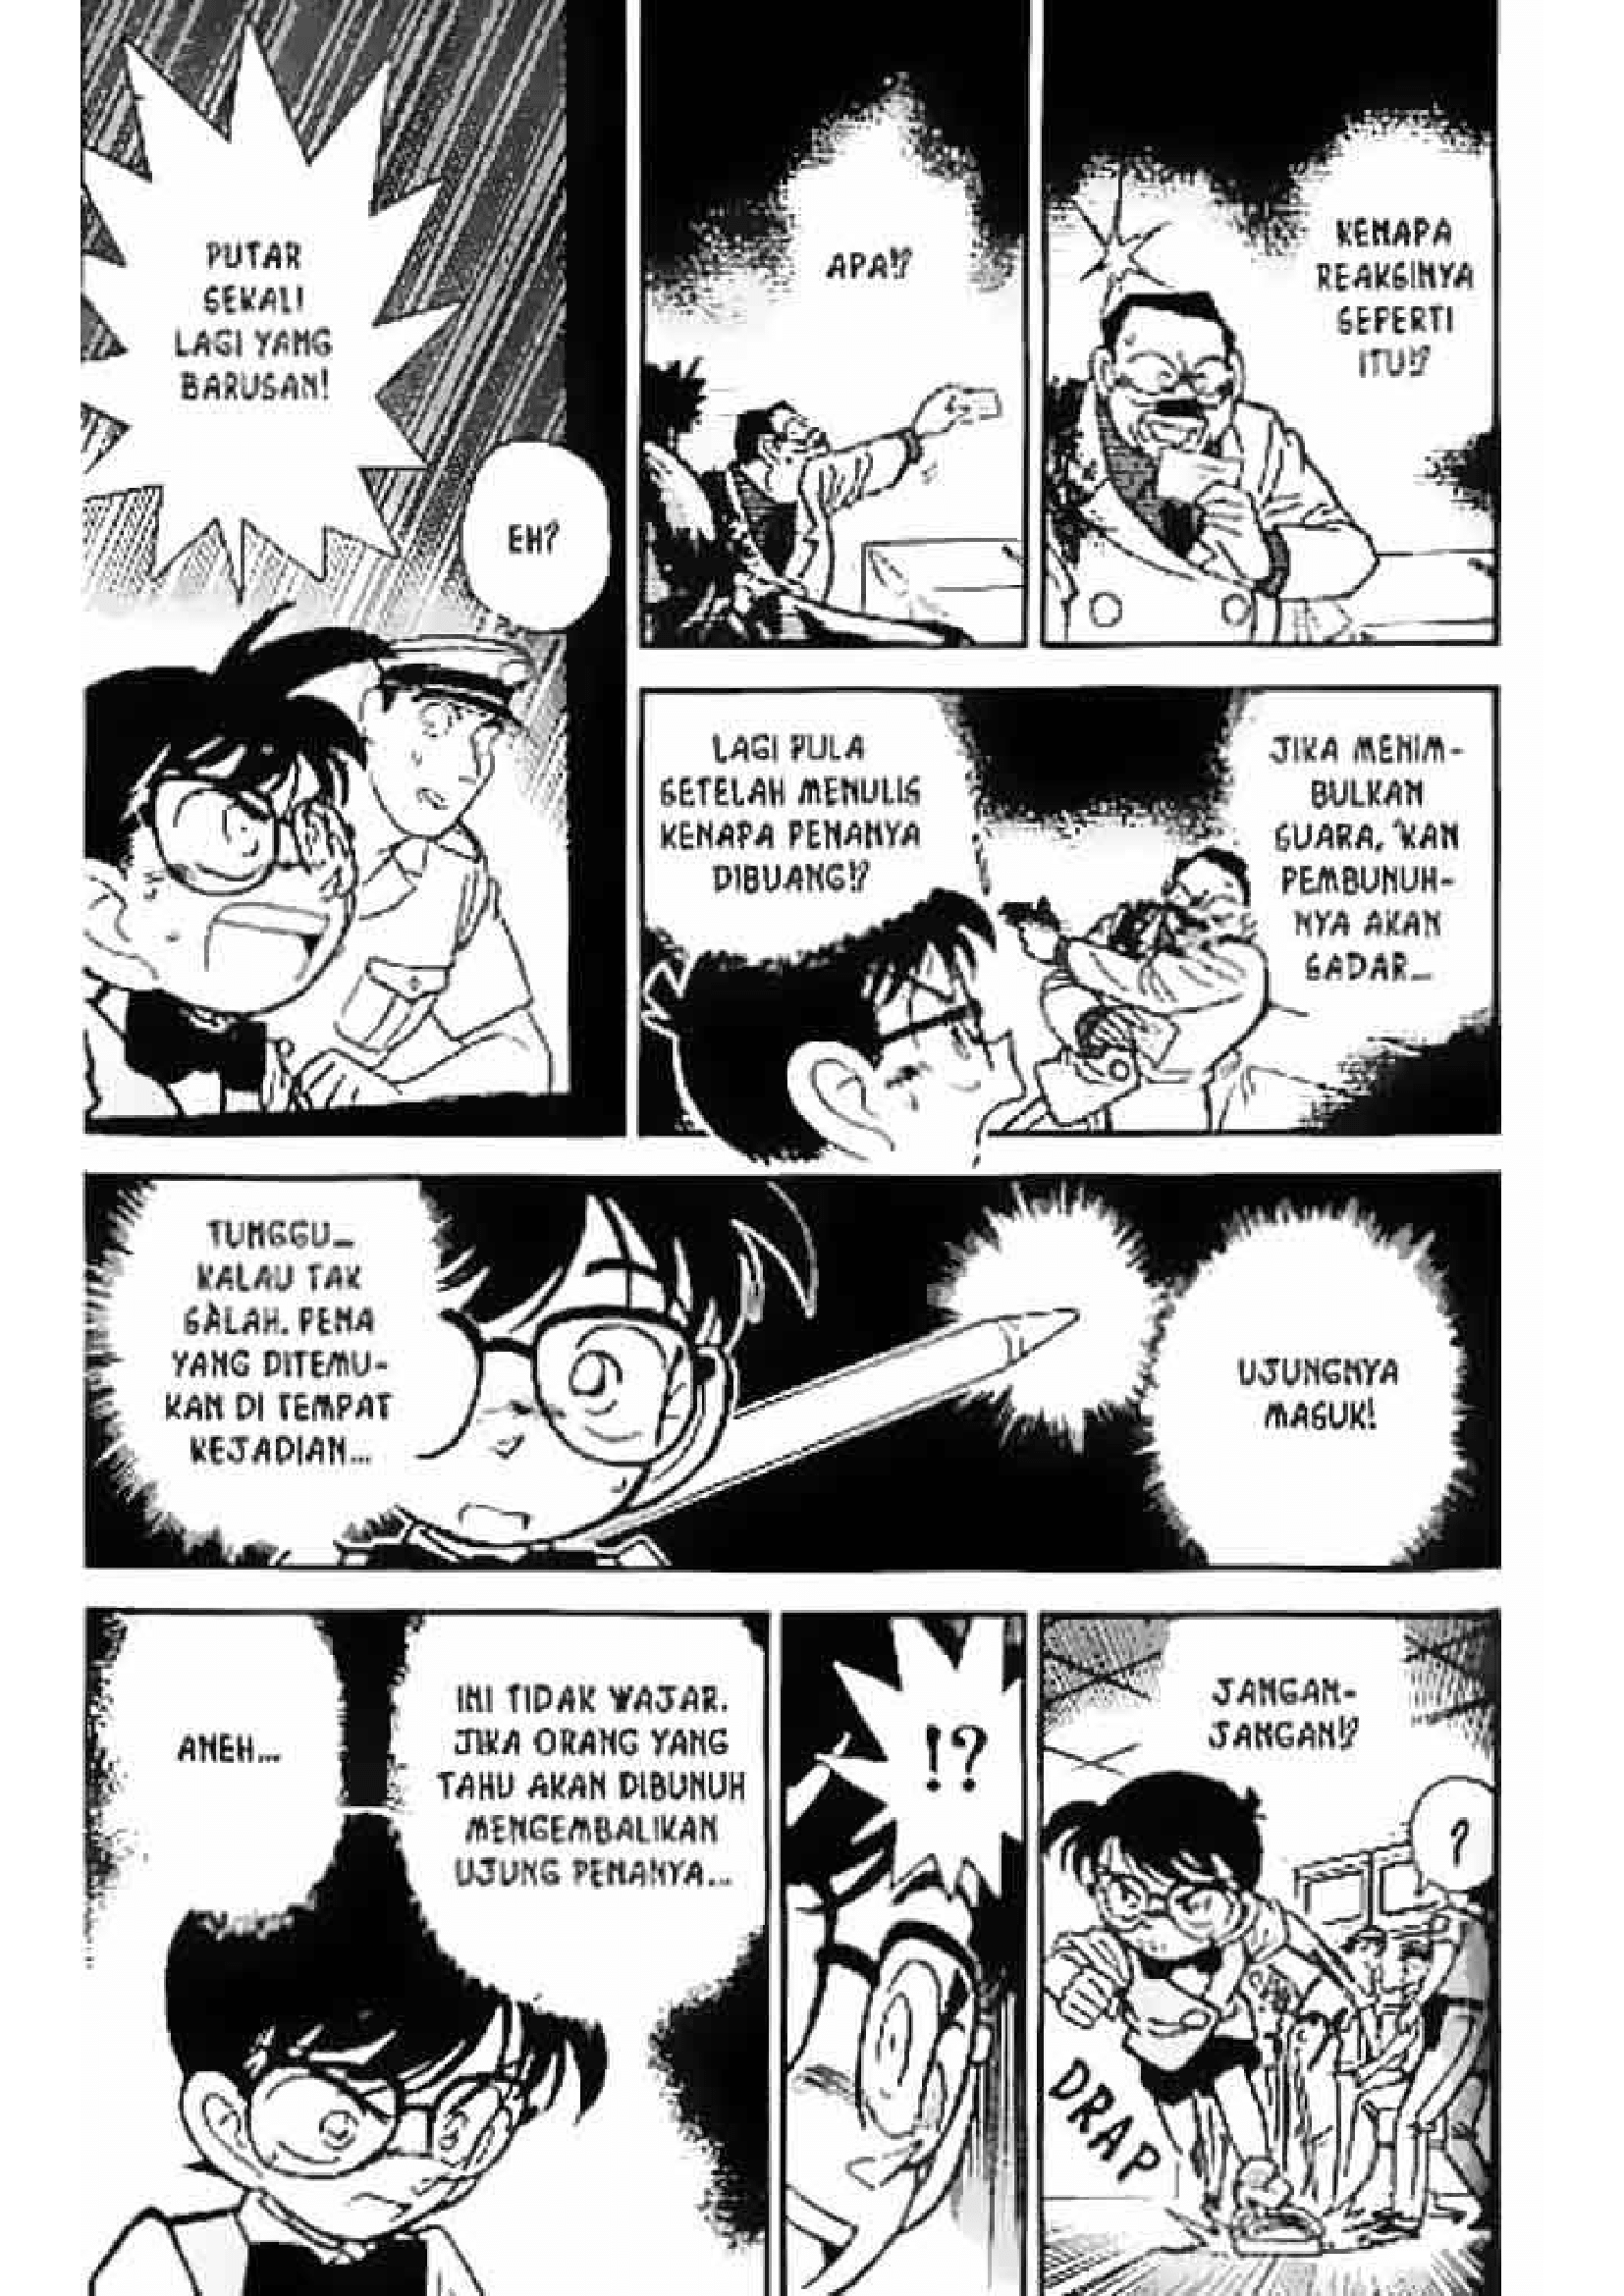 PUTAR
SEKALI
LAGI YANG
BARUSAN!
EH?
APA!?
KENAPA
REAKSINYA
SEPERTI
ITU!?
LAGI PULA
SETELAH MENULIS
KENAPA PENANYA
DIBUANG!?
JIKA MENIM-
BULKAN
SUARA, 'KAN
PEMBUNUH-
NYA AKAN
SADAR...
TUNGGU...
KALAU TAK
SALAH, PENA
YANG DITEMU-
KAN DI TEMPAT
KEJADIAN...
UJUNGNYA
MASUK!
ANEH...
INI TIDAK WAJAR.
JIKA ORANG YANG
TAHU AKAN DIBUNUH
MENGEMBALIKAN
UJUNG PENANYA...
!?
JANGAN-
JANGAN!?
?
DRAP